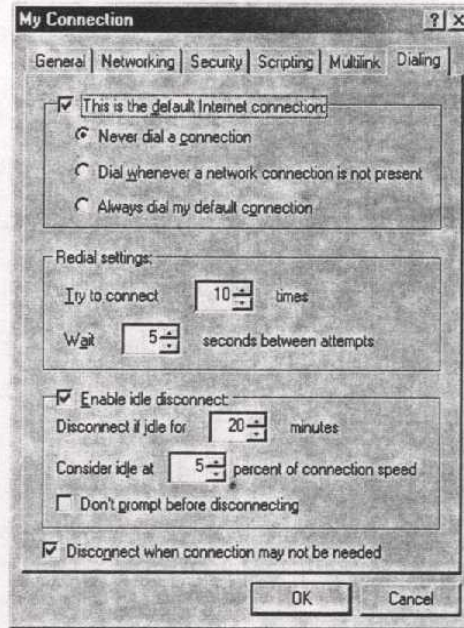 My Connection
General Networking Security Scripting Multilink Dialing
This is the default Internet connection:
Never dial a connection
Dial whenever a network connection is not present
Always dial my default connection
Redial settings:
Try to connect 10 times
Wait 5 seconds between attempts
Enable idle disconnect:
Disconnect if idle for 20 minutes
Consider idle at 5 percent of connection speed
Don't prompt before disconnecting
Disconnect when connection may not be needed
OK Cancel